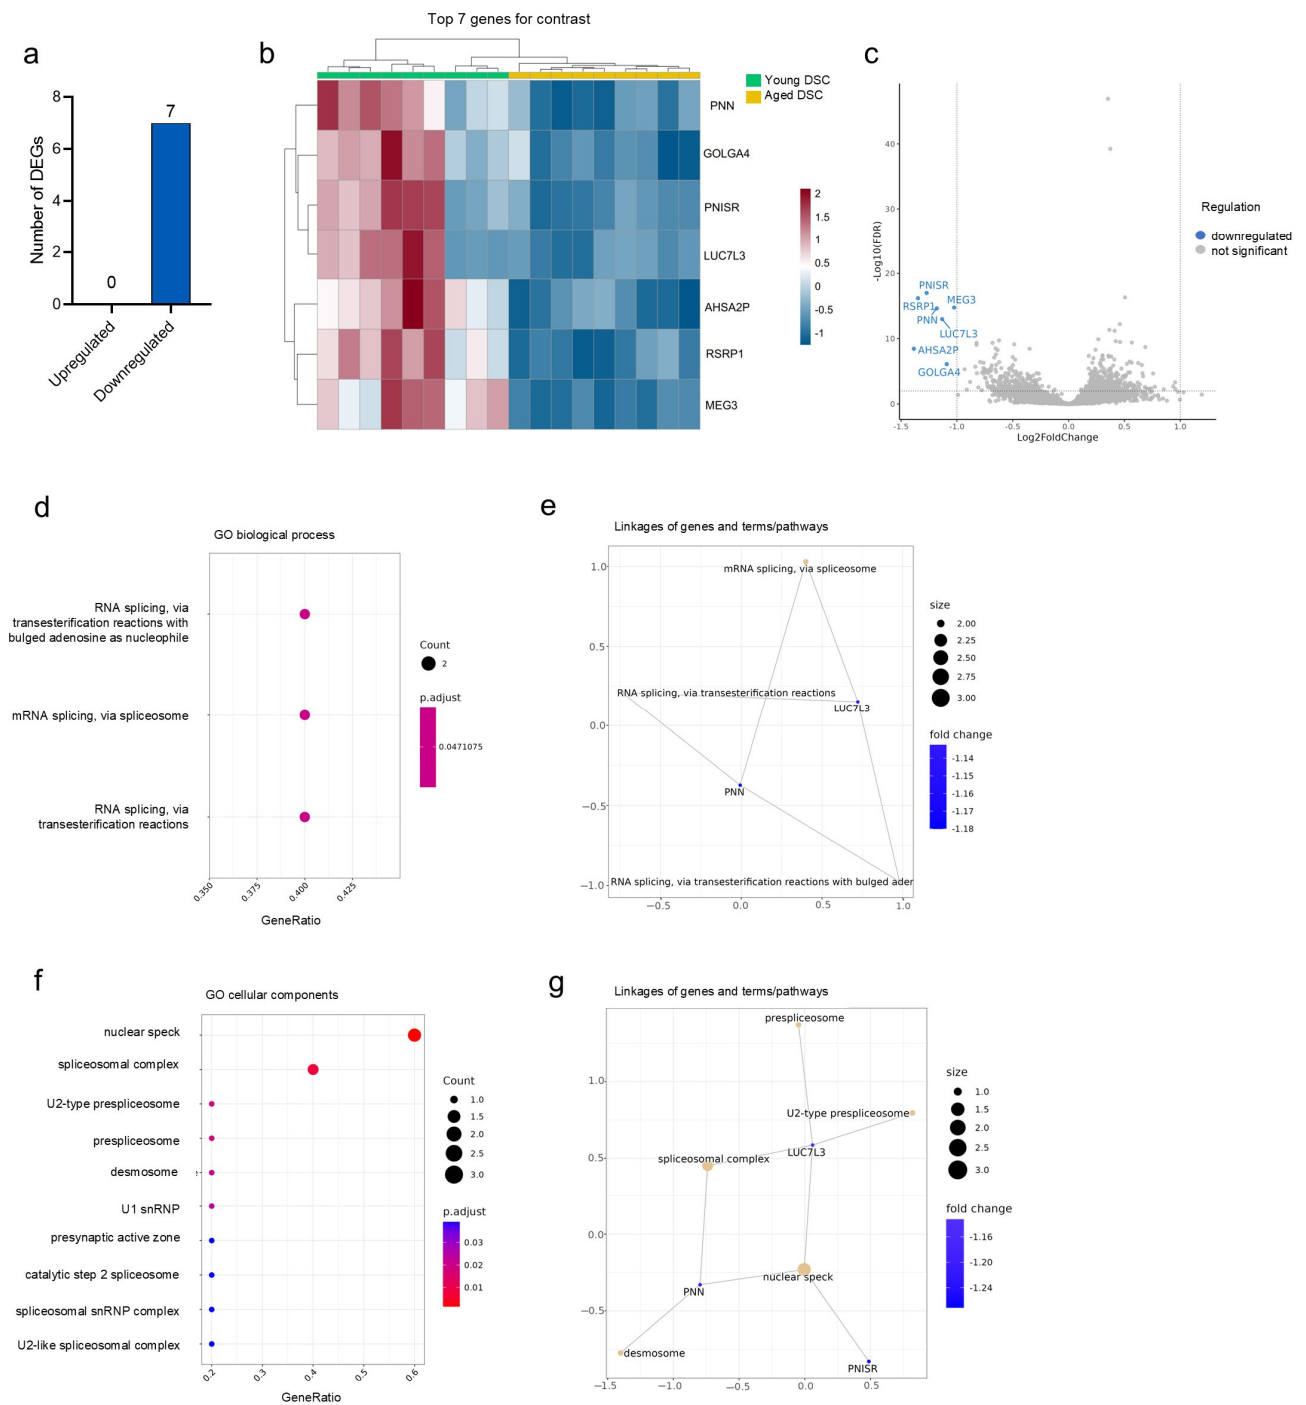 Top 7 genes for contrast
a
b
c
Number of DEGs
8
6
4
2
0
0
7
Upregulated
Downregulated
Young DSC
Aged DSC
PNN
GOLGA4
PNISR
LUC7L3
AHSA2P
RSRP1
MEG3
2
1.5
1
0.5
0
-0.5
-1
-Log10(FDR)
40
30
20
10
0
PNISR
RSRP1
MEG3
PNN
LUC7L3
AHSA2P
GOLGA4
-1.5
-1.0
-0.5
0.0
0.5
1.0
Log2FoldChange
Regulation
downregulated
not significant
d
GO biological process
RNA splicing, via
transesterification reactions with
bulged adenosine as nucleophile
mRNA splicing, via spliceosome
RNA splicing, via
transesterification reactions
0.350
0.375
0.400
0.425
GeneRatio
Count
2
p.adjust
0.0471075
e
Linkages of genes and terms/pathways
1.0
0.5
0.0
−0.5
−1.0
mRNA splicing, via spliceosome
RNA splicing, via transesterification reactions
LUC7L3
PNN
RNA splicing, via transesterification reactions with bulged ader
−0.5
0.0
0.5
1.0
size
2.00
2.25
2.50
2.75
3.00
fold change
-1.14
-1.15
-1.16
-1.17
-1.18
f
GO cellular components
nuclear speck
spliceosomal complex
U2-type prespliceosome
prespliceosome
desmosome
U1 snRNP
presynaptic active zone
catalytic step 2 spliceosome
spliceosomal snRNP complex
U2-like spliceosomal complex
0.2
0.3
0.4
0.5
0.6
GeneRatio
Count
1.0
1.5
2.0
2.5
3.0
p.adjust
0.03
0.02
0.01
g
Linkages of genes and terms/pathways
1.0
0.5
0.0
−0.5
prespliceosome
U2-type prespliceosome
LUC7L3
spliceosomal complex
nuclear speck
PNN
desmosome
PNISR
−1.5
−1.0
−0.5
0.0
0.5
size
1.0
1.5
2.0
2.5
3.0
fold change
-1.16
-1.20
-1.24